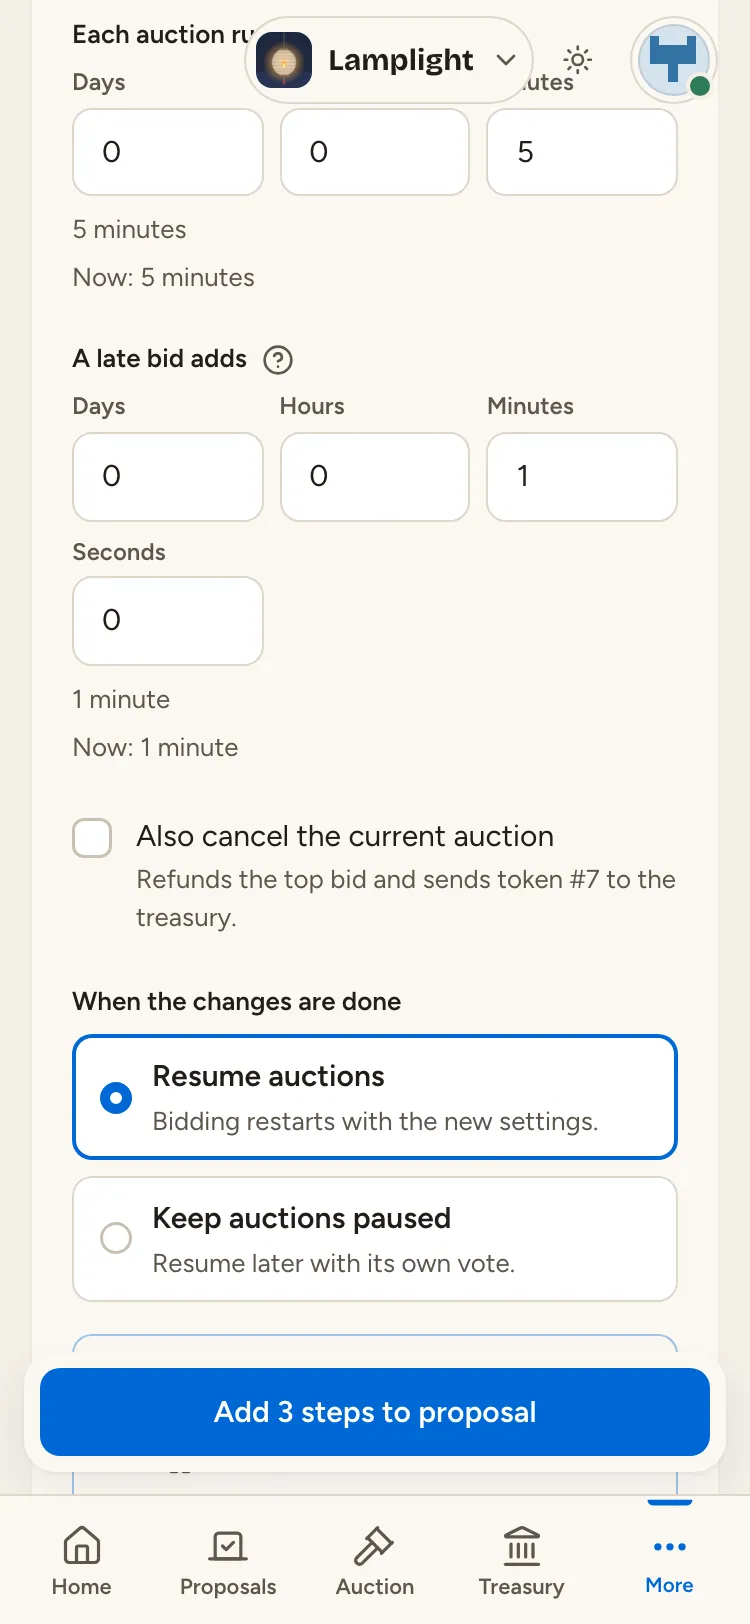 Each auction ru
Lamplight
Days
utes
0
0
5
5 minutes
Now: 5 minutes
A late bid adds ?
Days Hours Minutes
0
0
1
Seconds
0
1 minute
Now: 1 minute
Also cancel the current auction
Refunds the top bid and sends token #7 to the
treasury.
When the changes are done
Resume auctions
Bidding restarts with the new settings.
Keep auctions paused
Resume later with its own vote.
Add 3 steps to proposal
Home Proposals Auction Treasury More